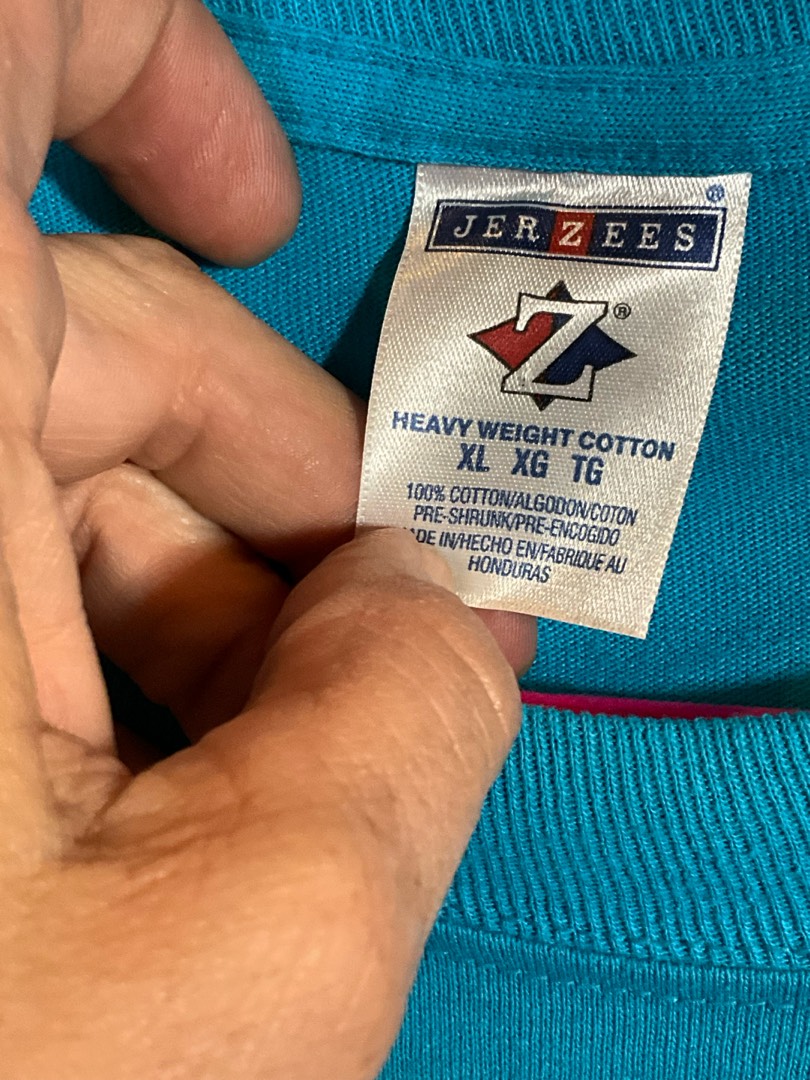 JERZEES®
Z®
HEAVY WEIGHT COTTON
XL XG TG
100% COTTON/ALGODON/COTON
PRE-SHRUNK/PRE-ENCOGIDO
ADE IN/HECHO EN/FABRIQUE AU
HONDURAS